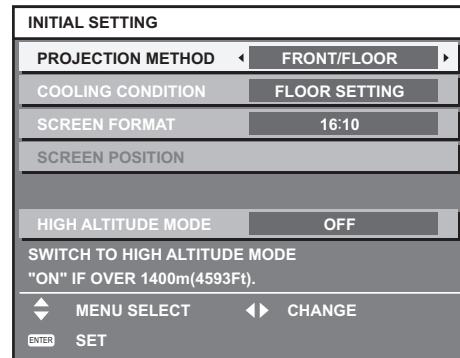 INITIAL SETTING
PROJECTION METHOD FRONT/FLOOR
COOLING CONDITION FLOOR SETTING
SCREEN FORMAT 16:10
SCREEN POSITION
HIGH ALTITUDE MODE OFF
SWITCH TO HIGH ALTITUDE MODE
"ON" IF OVER 1400m(4593Ft).
MENU SELECT CHANGE
ENTER SET